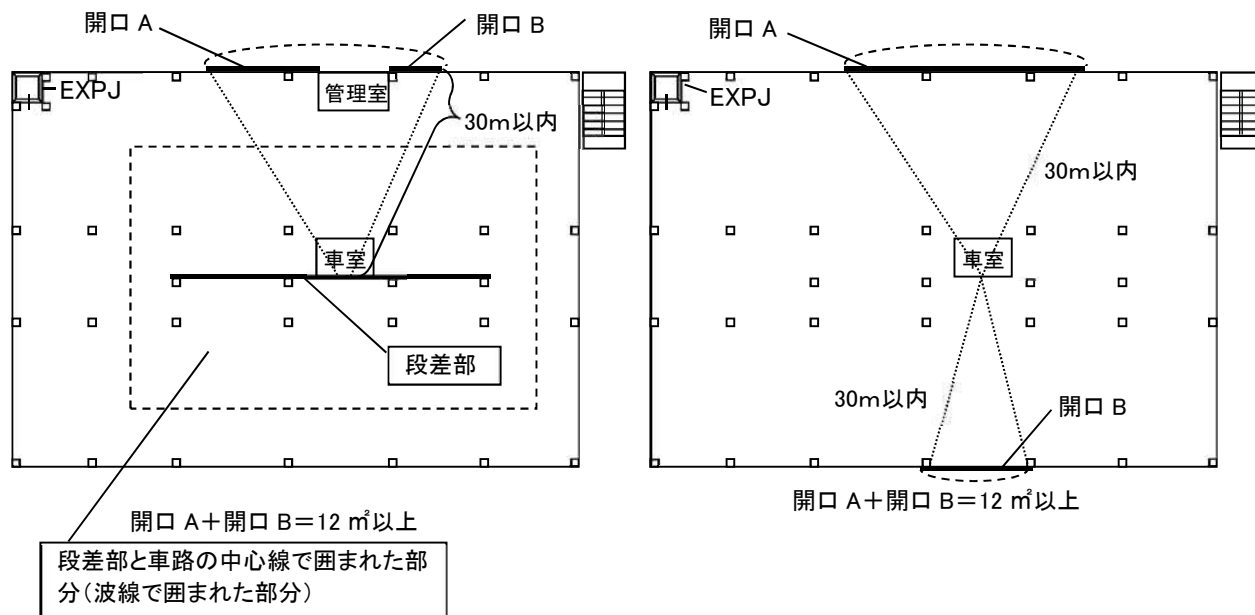 開口 A
開口 B
EXPJ
管理室
30m以内
車室
段差部
開口 A+開口 B=12 ㎡以上
段差部と車路の中心線で囲まれた部
分(波線で囲まれた部分)
開口 A
EXPJ
30m以内
車室
30m以内
開口 B
開口 A+開口 B=12 ㎡以上